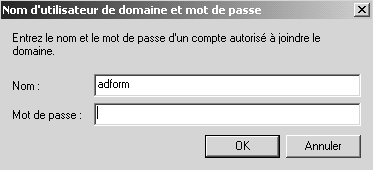 Nom d'utilisateur de domaine et mot de passe
Entrez le nom et le mot de passe d'un compte autorisé à joindre le
domaine.
Nom :
adform
Mot de passe :
OK
Annuler